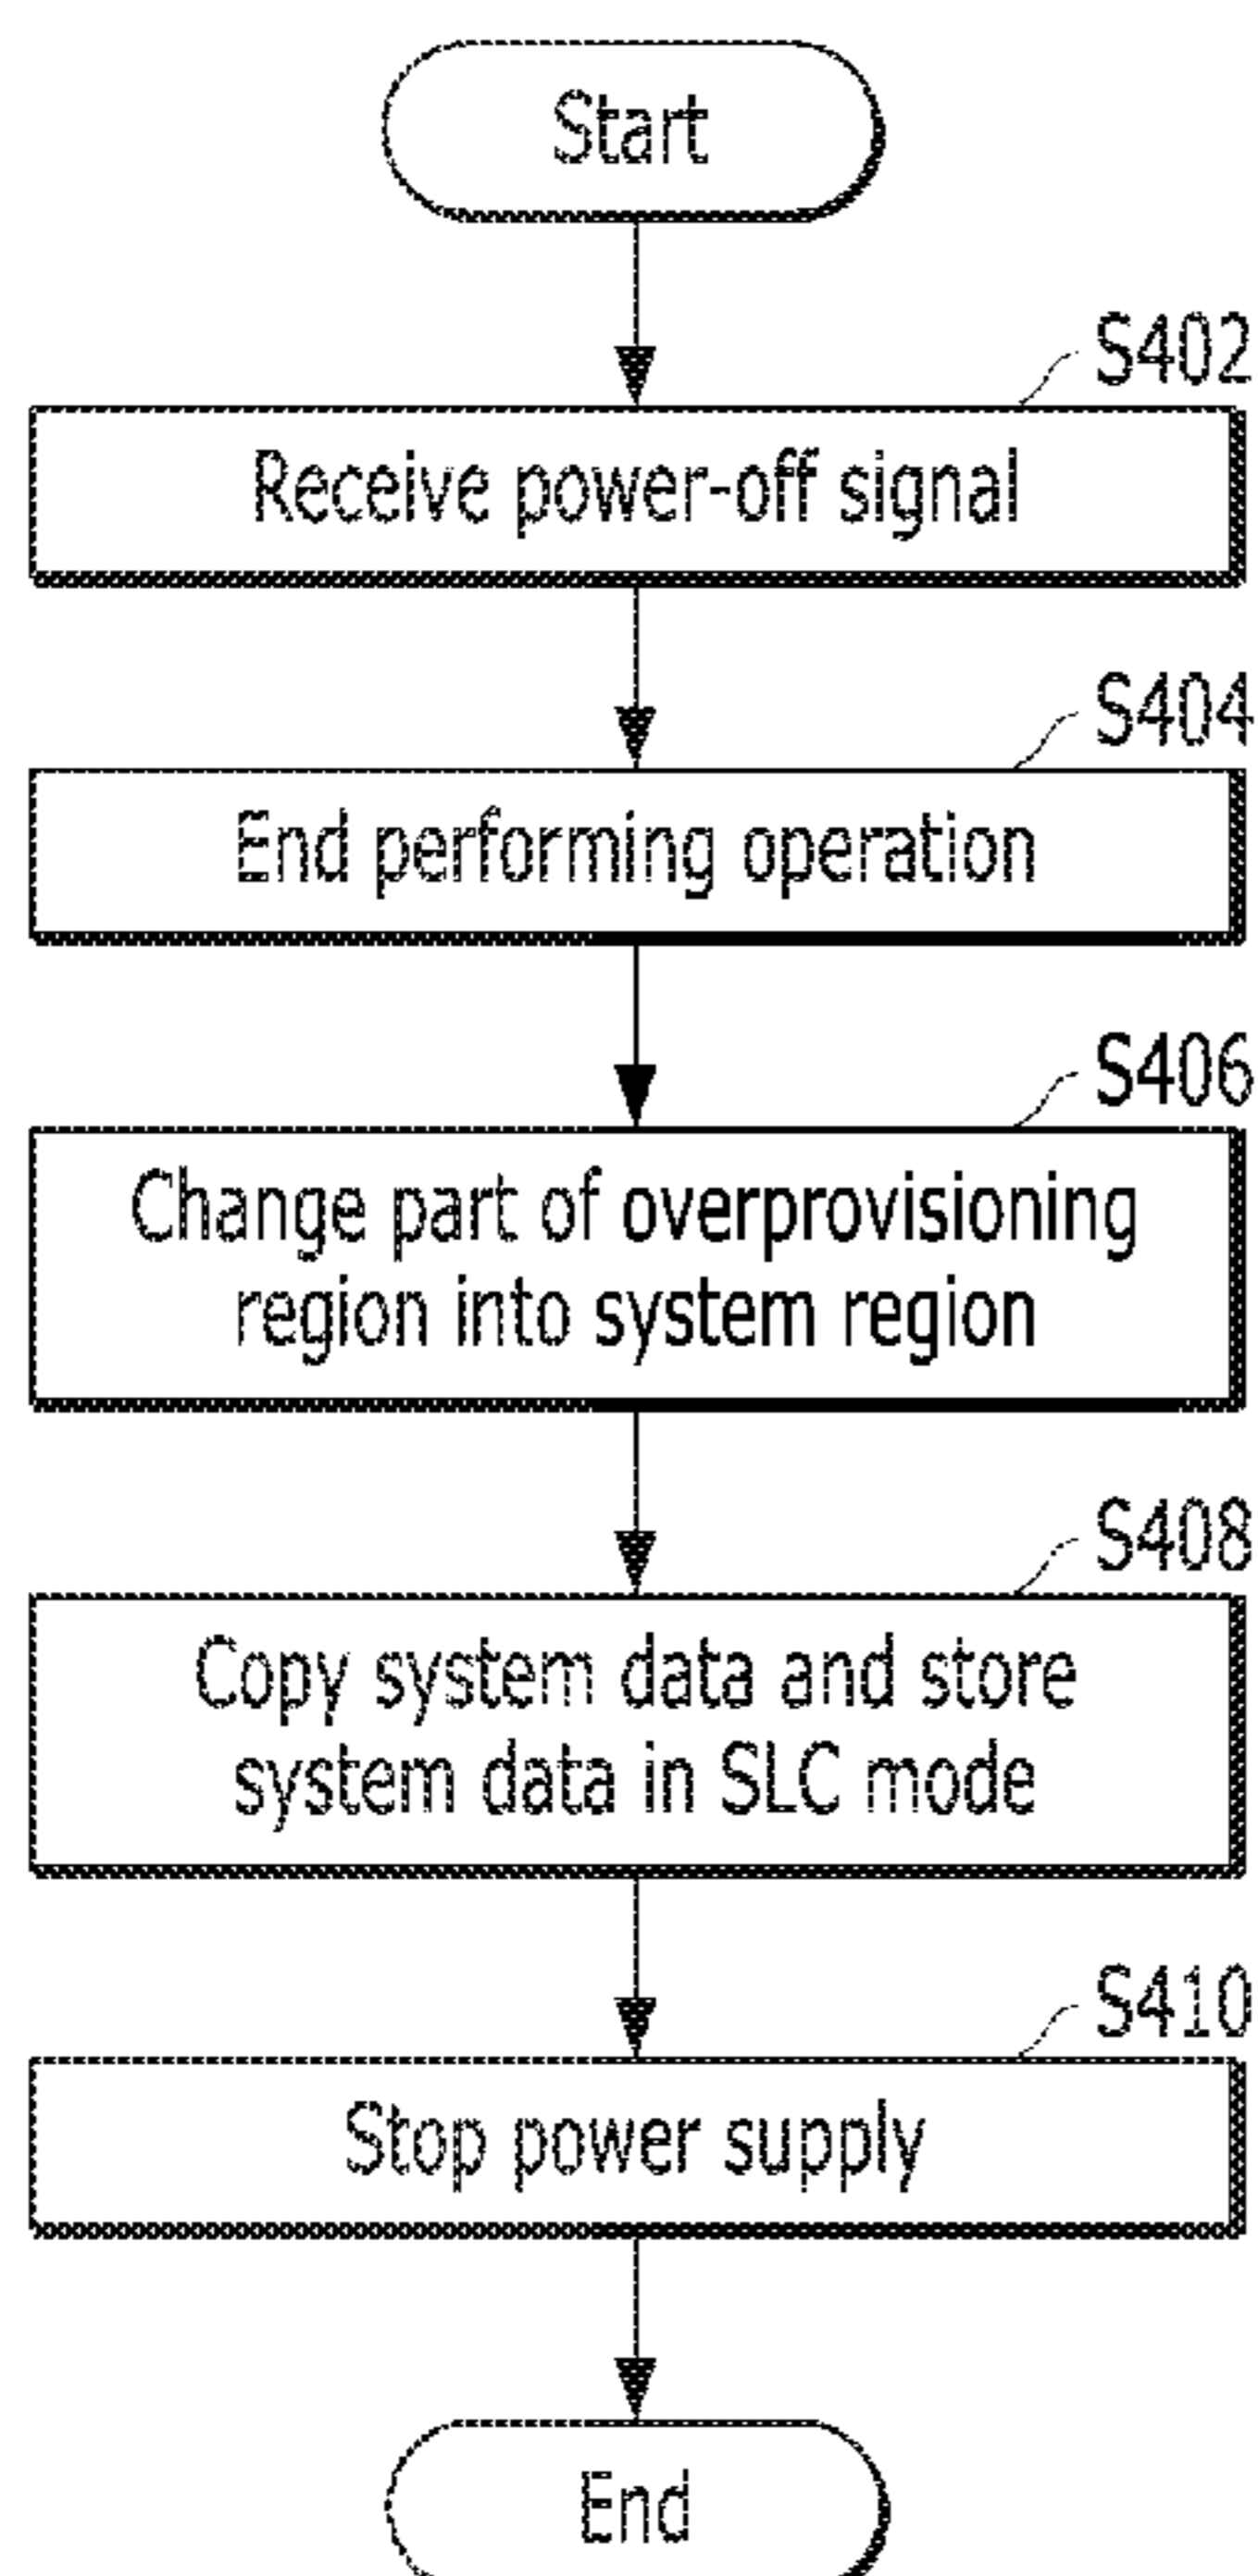 Start
S402
Receive power-off signal
S404
End performing operation
S406
Change part of overprovisioning
region into system region
S408
Copy system data and store
system data in SLC mode
S410
Stop power supply
End